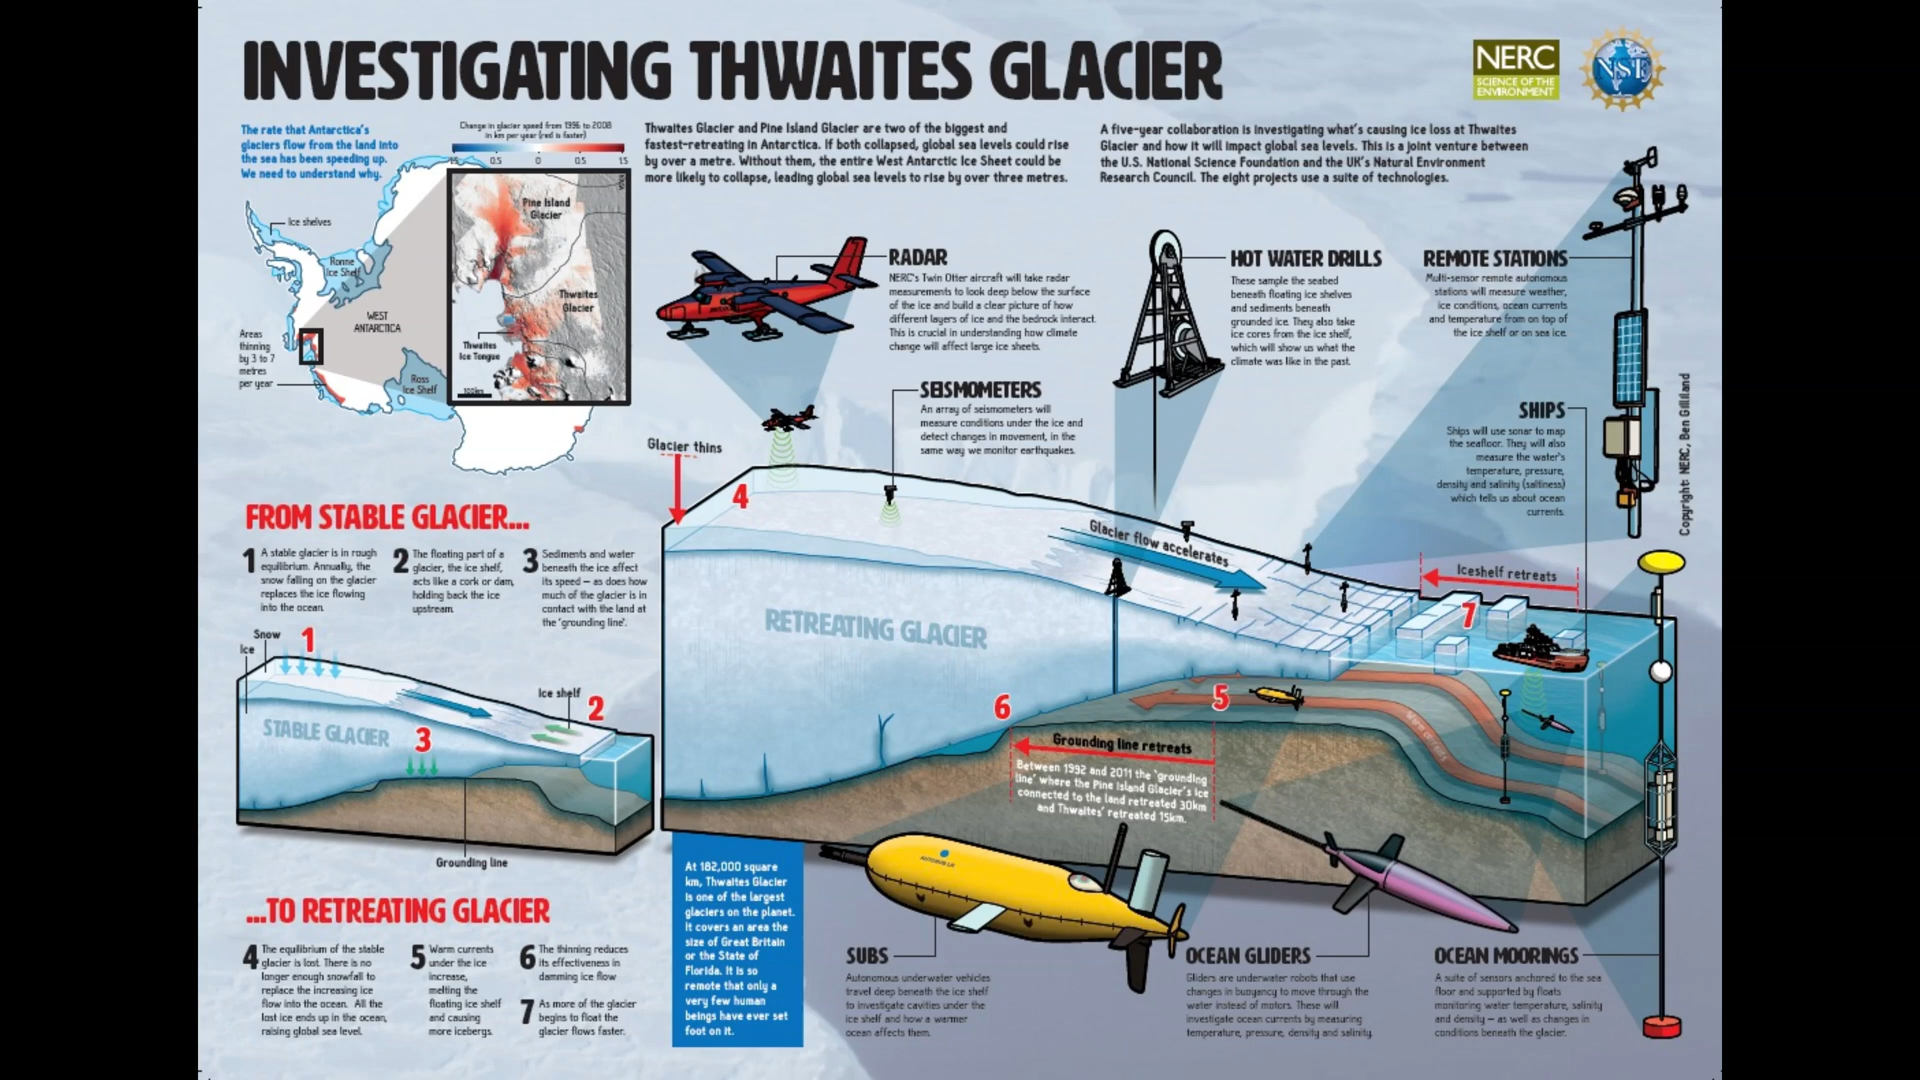 INVESTIGATING THWAITES GLACIER
NERC
SCIENCE OF THE
ENVIRONMENT
NSF
The rate that Antarctica's
glaciers flow from the land into
the sea has been speeding up.
We need to understand why.
Change in glacier speed from 1996 to 2008
in km per year (red is faster)
1.5 0.5 0 0.5 1.5
Thwaites Glacier and Pine Island Glacier are two of the biggest and
fastest-retreating in Antarctica. If both collapsed, global sea levels could rise
by over a metre. Without them, the entire West Antarctic Ice Sheet could be
more likely to collapse, leading global sea levels to rise by over three metres.
A five-year collaboration is investigating what's causing ice loss at Thwaites
Glacier and how it will impact global sea levels. This is a joint venture between
the U.S. National Science Foundation and the UK's Natural Environment
Research Council. The eight projects use a suite of technologies.
Ice shelves
Ronne
Ice Shelf
WEST
ANTARCTICA
Areas
thinning
by 3 to 7
metres
per year
Ross
Ice Shelf
Pine Island
Glacier
Thwaites
Glacier
Thwaites
Ice Tongue
100km
RADAR
NERC's Twin Otter aircraft will take radar
measurements to look deep below the surface
of the ice and build a clear picture of how
different layers of ice and the bedrock interact.
This is crucial in understanding how climate
change will affect large ice sheets.
HOT WATER DRILLS
These sample the seabed
beneath floating ice shelves
and sediments beneath
grounded ice. They also take
ice cores from the ice shelf,
which will show us what the
climate was like in the past.
REMOTE STATIONS
Multi-sensor remote autonomous
stations will measure weather,
ice conditions, ocean currents
and temperature from on top of
the ice shelf or on sea ice.
SEISMOMETERS
An array of seismometers will
measure conditions under the ice and
detect changes in movement, in the
same way we monitor earthquakes.
SHIPS
Ships will use sonar to map
the seafloor. They will also
measure the water's
temperature, pressure,
density and salinity (saltiness)
which tells us about ocean
currents.
Copyright: NERC, Ben Gilliland
FROM STABLE GLACIER...
1 A stable glacier is in rough
equilibrium. Annually, the
snow falling on the glacier
replaces the ice flowing
into the ocean.
2 The floating part of a
glacier, the ice shelf,
acts like a cork or dam,
holding back the ice
upstream.
3 Sediments and water
beneath the ice affect
its speed – as does how
much of the glacier is in
contact with the land at
the 'grounding line'.
Snow
Ice
1
Ice shelf
2
STABLE GLACIER
3
Grounding line
Glacier thins
4
Glacier flow accelerates
Iceshelf retreats
7
RETREATING GLACIER
6
5
Grounding line retreats
Between 1992 and 2011 the 'grounding
line' where the Pine Island Glacier's ice
connected to the land retreated 30km
and Thwaites' retreated 15km.
...TO RETREATING GLACIER
4 The equilibrium of the stable
glacier is lost. There is no
longer enough snowfall to
replace the increasing ice
flow into the ocean. All the
lost ice ends up in the ocean,
raising global sea level.
5 Warm currents
under the ice
increase,
melting the
floating ice shelf
and causing
more icebergs.
6 The thinning reduces
its effectiveness in
damming ice flow
7 As more of the glacier
begins to float the
glacier flows faster.
At 182,000 square
km, Thwaites Glacier
is one of the largest
glaciers on the planet.
It covers an area the
size of Great Britain
or the State of
Florida. It is so
remote that only a
very few human
beings have ever set
foot on it.
SUBS
Autonomous underwater vehicles
travel deep beneath the ice shelf
to investigate cavities under the
ice shelf and how a warmer
ocean affects them.
OCEAN GLIDERS
Gliders are underwater robots that use
changes in buoyancy to move through the
water instead of motors. These will
investigate ocean currents by measuring
temperature, pressure, density and salinity.
OCEAN MOORINGS
A suite of sensors anchored to the sea
floor and supported by floats
monitoring water temperature, salinity
and density – as well as changes in
conditions beneath the glacier.